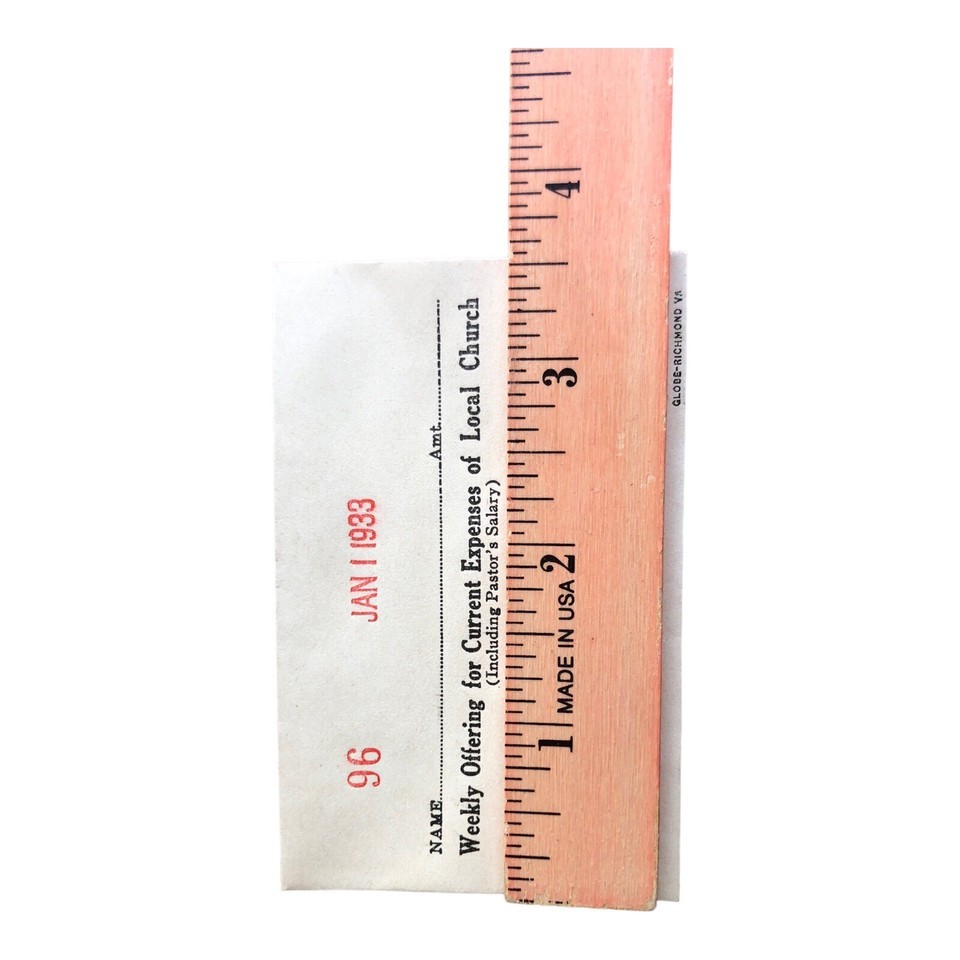 96 JAN 1 1933
NAME Amt.
Weekly Offering for Current Expenses of Local Church
(Including Pastor's Salary)
1 2 3 4
MADE IN USA
GLOBE-RICHMOND VA